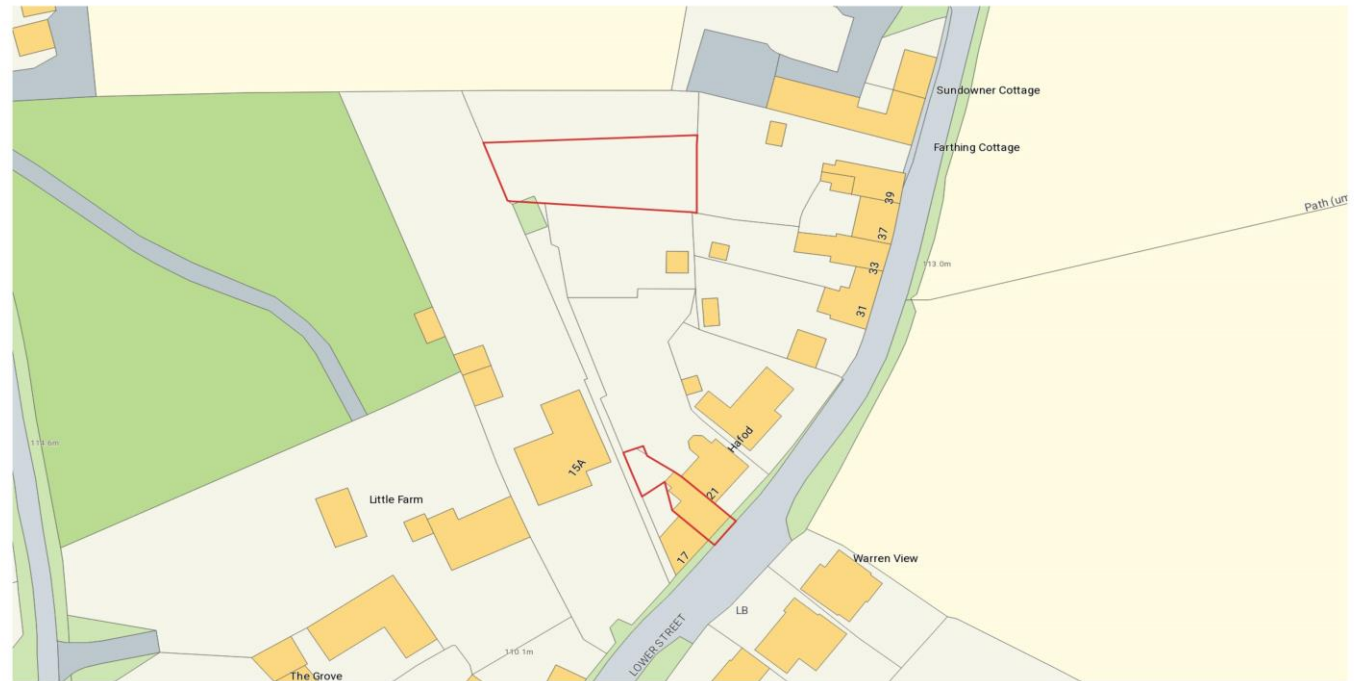 Sundowner Cottage
Farthing Cottage
39
Path (un
37
33
113.0m
31
Hafod
15A
21
Little Farm
17
Warren View
LB
LOWER STREET
110.1m
The Grove